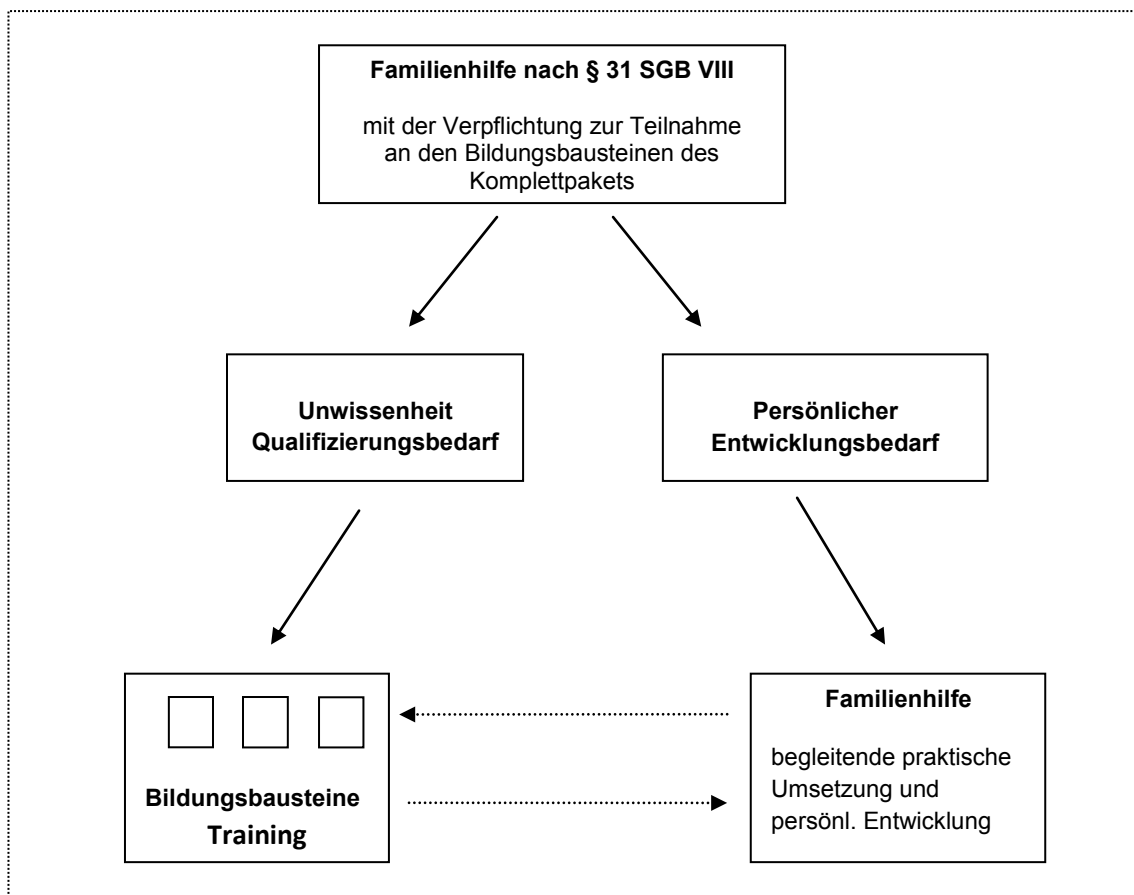 Familienhilfe nach § 31 SGB VIII
mit der Verpflichtung zur Teilnahme
an den Bildungsbausteinen des
Komplettpakets
Unwissenheit
Qualifizierungsbedarf
Persönlicher
Entwicklungsbedarf
Bildungsbausteine
Training
Familienhilfe
begleitende praktische
Umsetzung und
persönl. Entwicklung